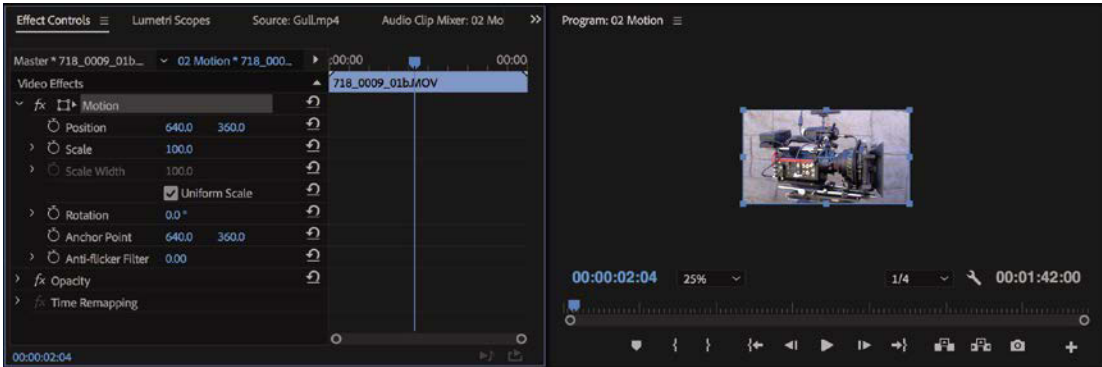 Effect Controls Lumetri Scopes Source: Gull.mp4 Audio Clip Mixer: 02 Mo
Master * 718_0009_01b... 02 Motion * 718_000...
:00:00 00:00
Video Effects
718_0009_01b.MOV
fx Motion
Position 640.0 360.0
Scale 100.0
Scale Width 100.0
Uniform Scale
Rotation 0.0 °
Anchor Point 640.0 360.0
Anti-flicker Filter 0.00
fx Opacity
fx Time Remapping
00:00:02:04
Program: 02 Motion
00:00:02:04 25% 1/4 00:01:42:00